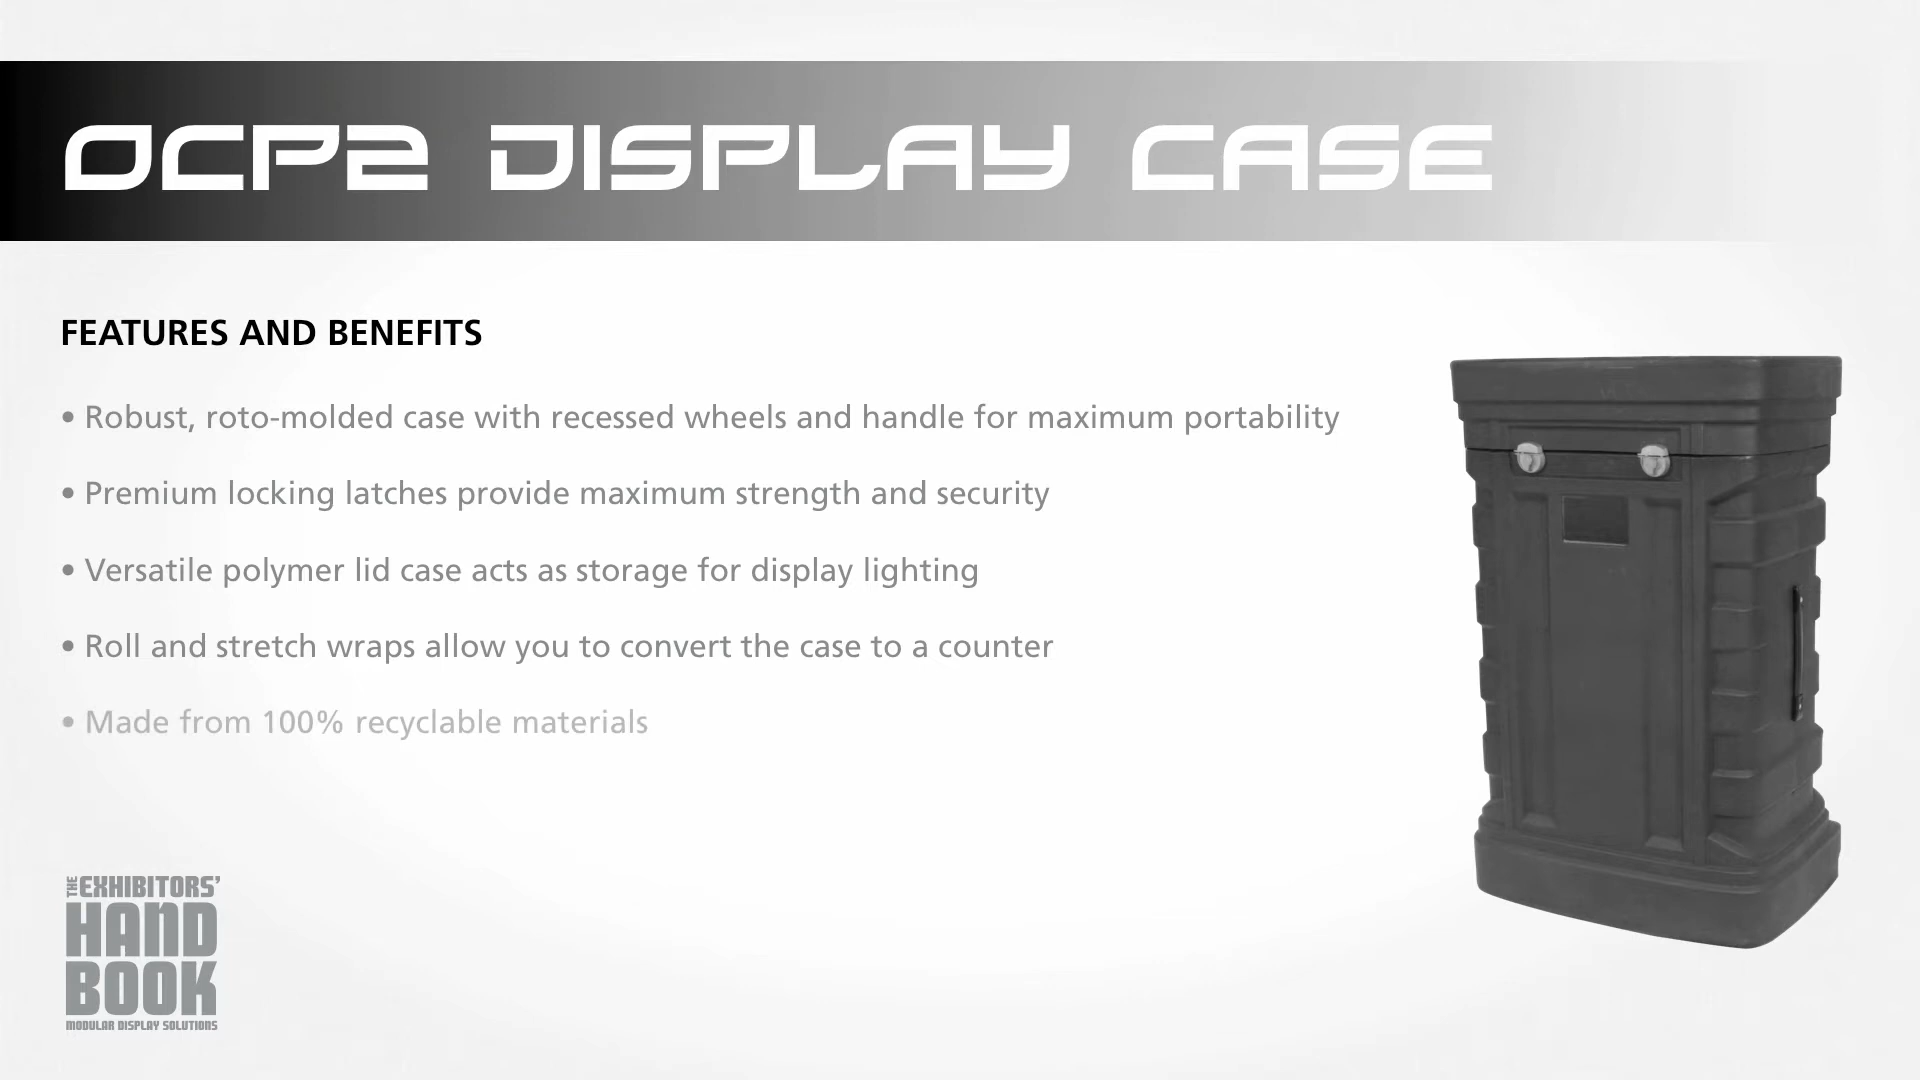 OCP2 DISPLAY CASE
FEATURES AND BENEFITS
• Robust, roto-molded case with recessed wheels and handle for maximum portability
• Premium locking latches provide maximum strength and security
• Versatile polymer lid case acts as storage for display lighting
• Roll and stretch wraps allow you to convert the case to a counter
• Made from 100% recyclable materials
THE EXHIBITORS'
HAND
BOOK
MODULAR DISPLAY SOLUTIONS